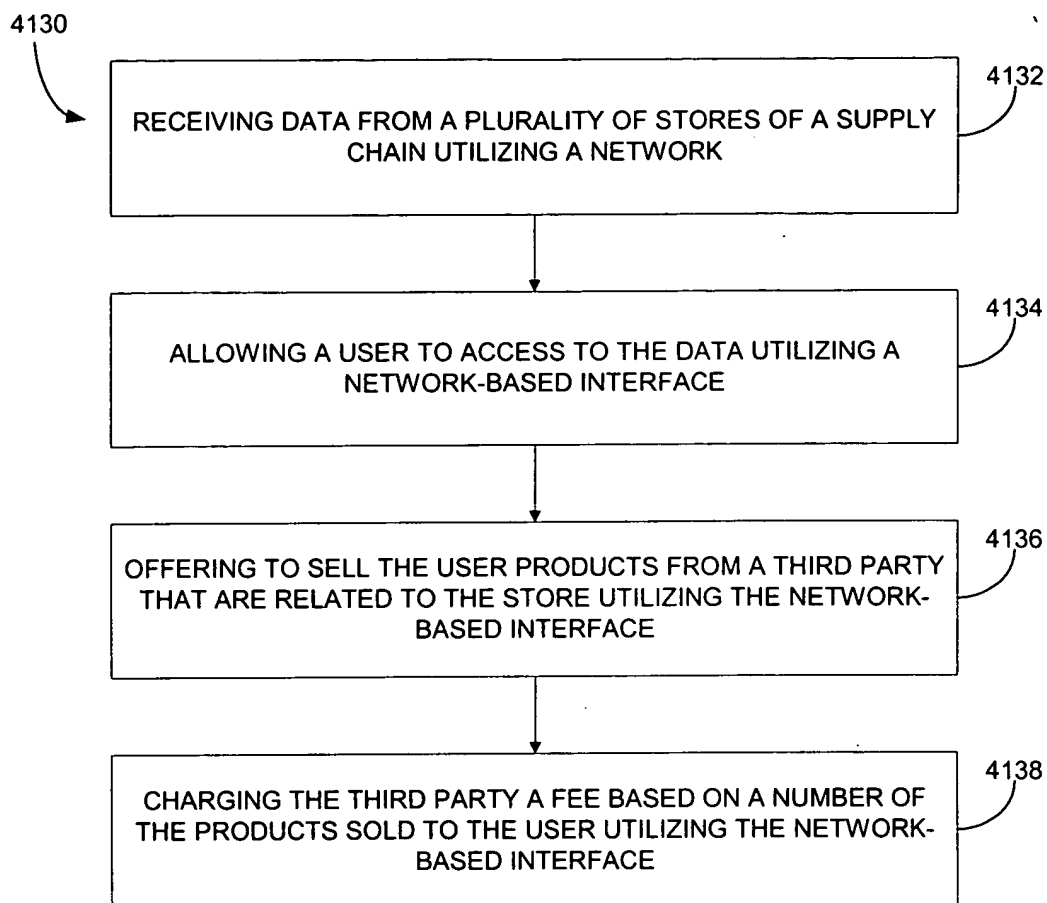 4130
4132
RECEIVING DATA FROM A PLURALITY OF STORES OF A SUPPLY
CHAIN UTILIZING A NETWORK
4134
ALLOWING A USER TO ACCESS TO THE DATA UTILIZING A
NETWORK-BASED INTERFACE
4136
OFFERING TO SELL THE USER PRODUCTS FROM A THIRD PARTY
THAT ARE RELATED TO THE STORE UTILIZING THE NETWORK-
BASED INTERFACE
4138
CHARGING THE THIRD PARTY A FEE BASED ON A NUMBER OF
THE PRODUCTS SOLD TO THE USER UTILIZING THE NETWORK-
BASED INTERFACE